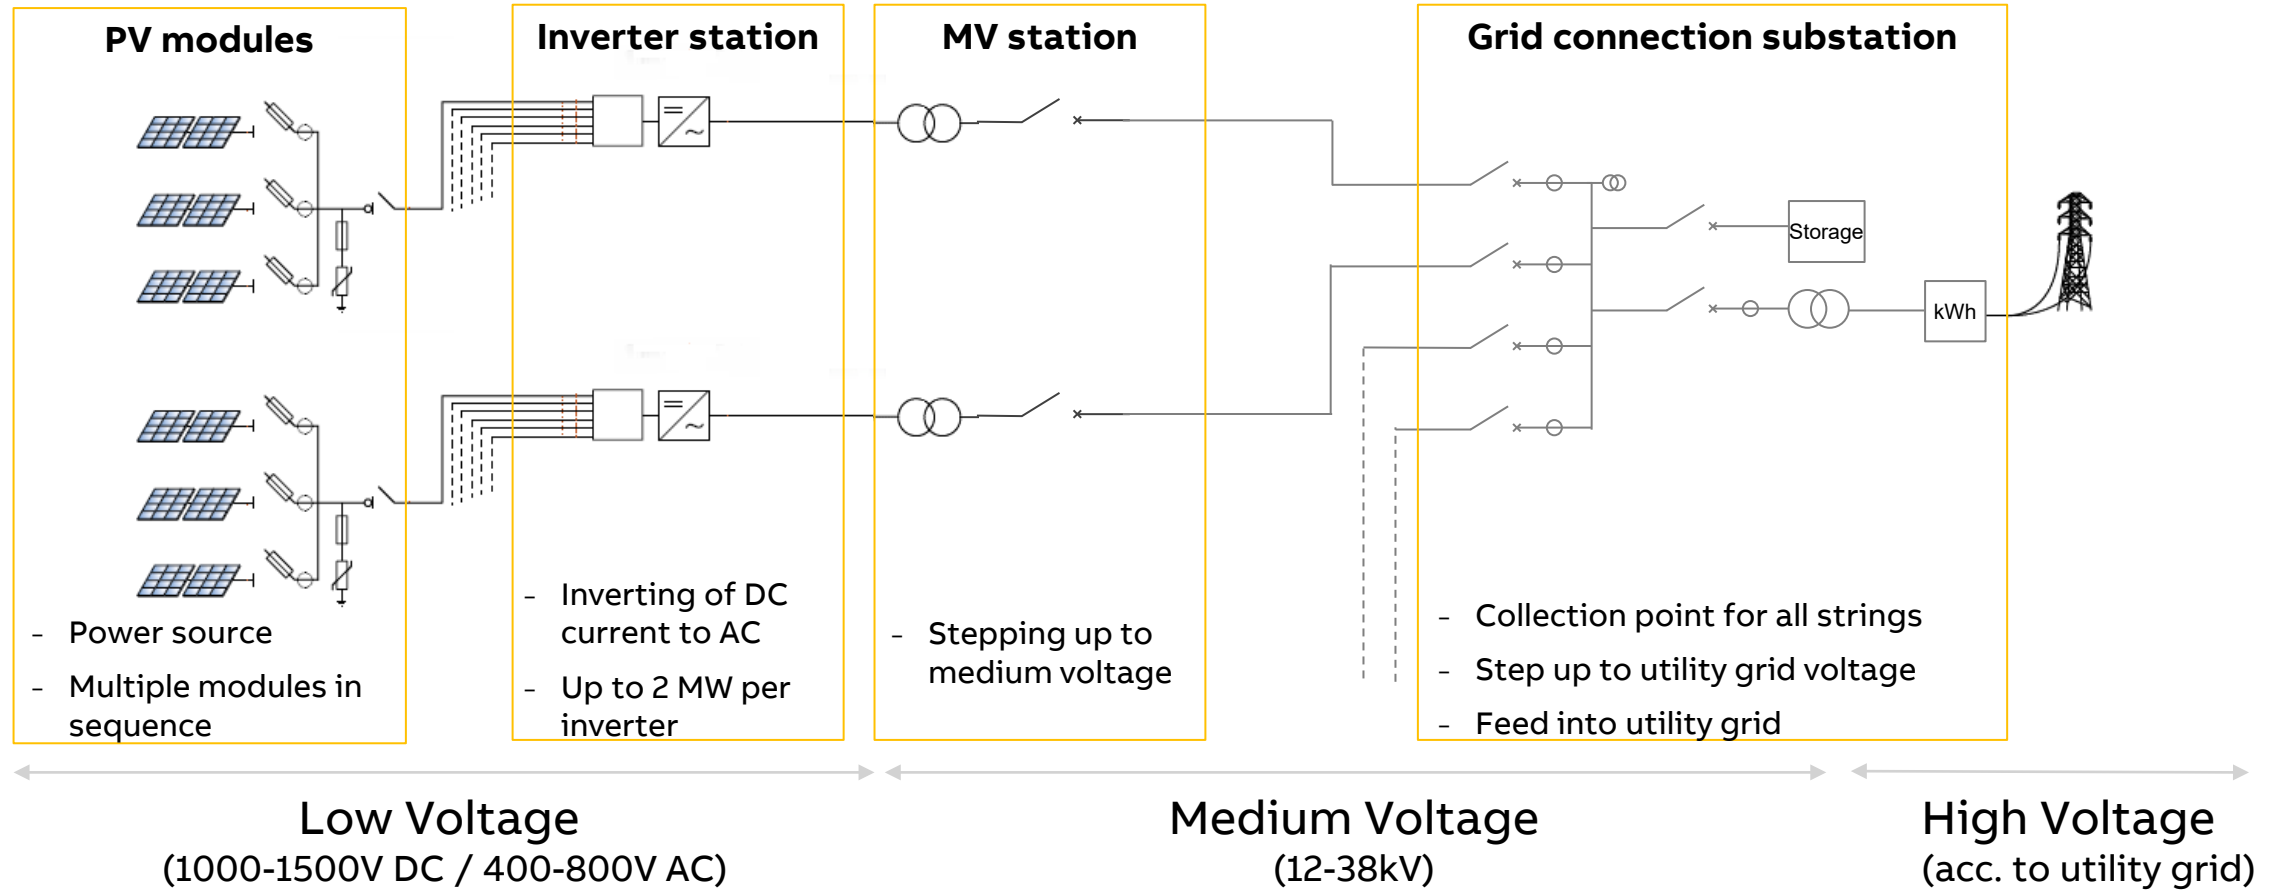 PV modules
Inverter station
MV station
Grid connection substation
Storage
kWh
- Power source
- Multiple modules in
sequence
- Inverting of DC
current to AC
- Up to 2 MW per
inverter
- Stepping up to
medium voltage
- Collection point for all strings
- Step up to utility grid voltage
- Feed into utility grid
Low Voltage
(1000-1500V DC / 400-800V AC)
Medium Voltage
(12-38kV)
High Voltage
(acc. to utility grid)